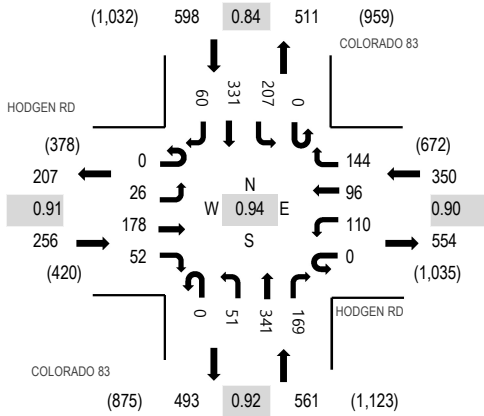 (1,032) 598 0.84 511 (959)
COLORADO 83
HODGEN RD
60 331 207 0
(378)
207
0.91
256
(420)
0
26
178
52
N
W 0.94 E
S
144
96
110
0
(672)
350
0.90
554
(1,035)
0 51 341 169
HODGEN RD
COLORADO 83
(875) 493 0.92 561 (1,123)